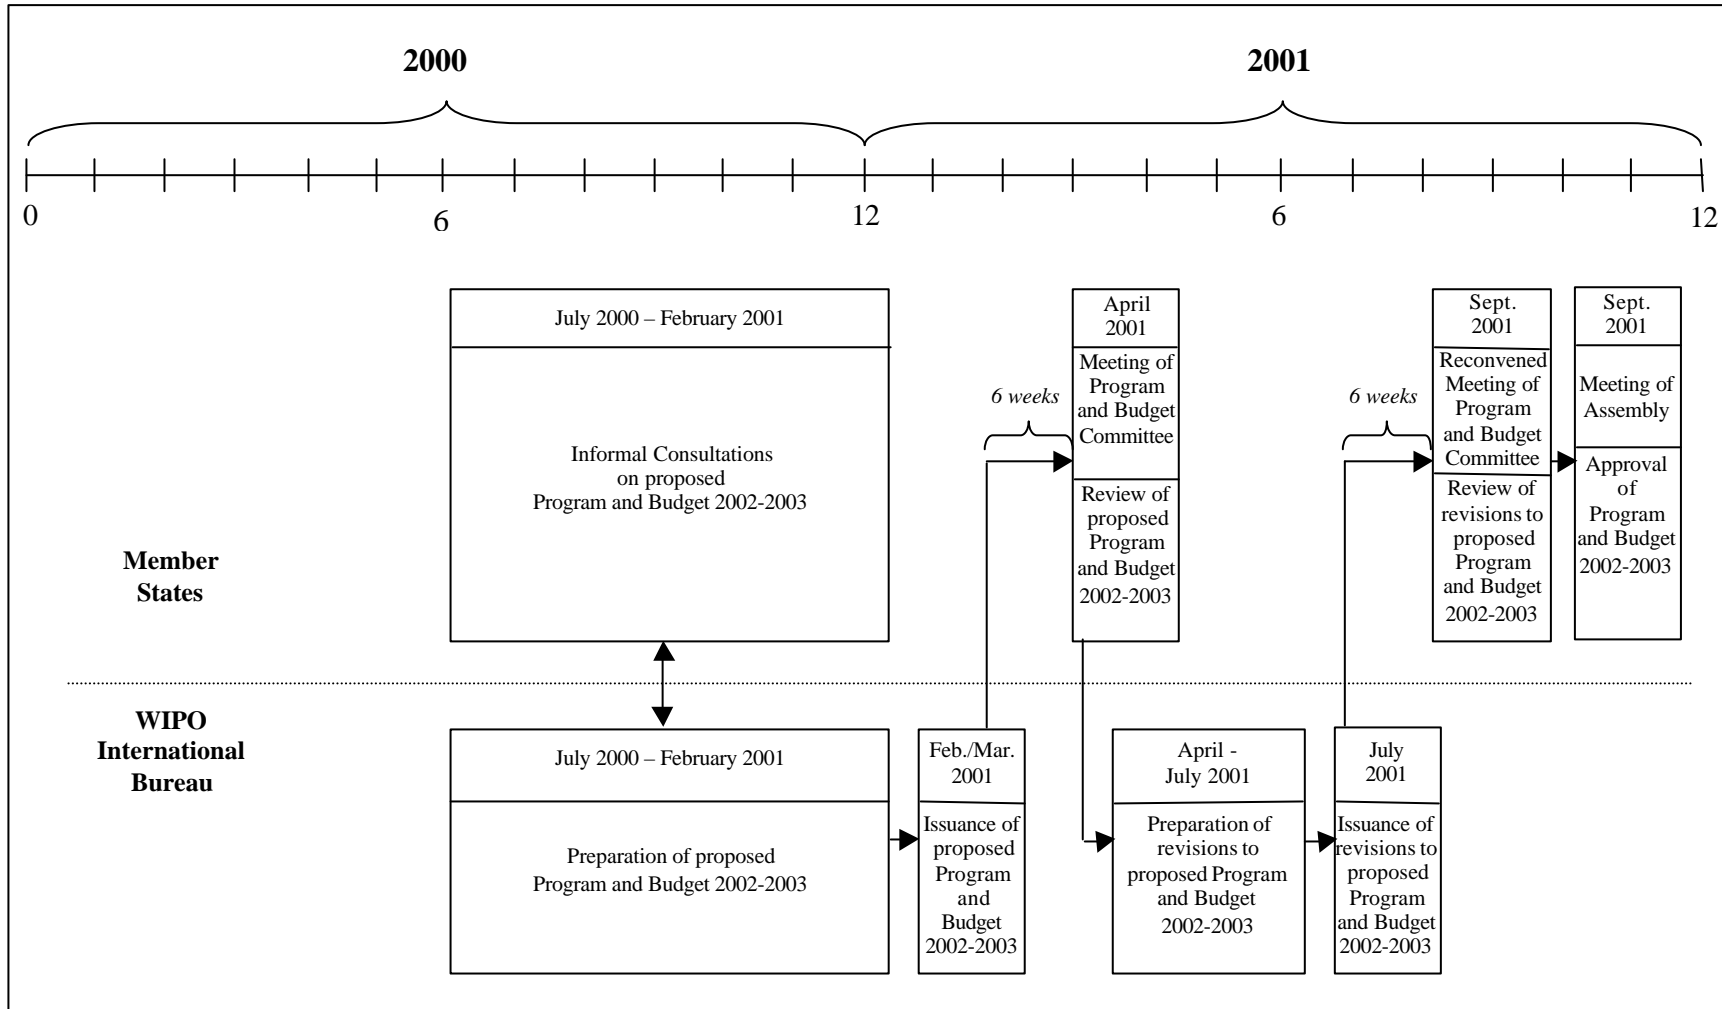 2000
2001
0
6
12
6
12
July 2000 – February 2001
Informal Consultations
on proposed
Program and Budget 2002-2003
6 weeks
April
2001
Meeting of
Program
and Budget
Committee
Review of
proposed
Program
and Budget
2002-2003
6 weeks
Sept.
2001
Reconvened
Meeting of
Program
and Budget
Committee
Review of
revisions to
proposed
Program
and Budget
2002-2003
Sept.
2001
Meeting of
Assembly
Approval
of
Program
and Budget
2002-2003
Member
States
WIPO
International
Bureau
July 2000 – February 2001
Preparation of proposed
Program and Budget 2002-2003
Feb./Mar.
2001
Issuance of
proposed
Program
and
Budget
2002-2003
April -
July 2001
Preparation of
revisions to
proposed Program
and Budget
2002-2003
July
2001
Issuance of
revisions to
proposed
Program
and Budget
2002-2003